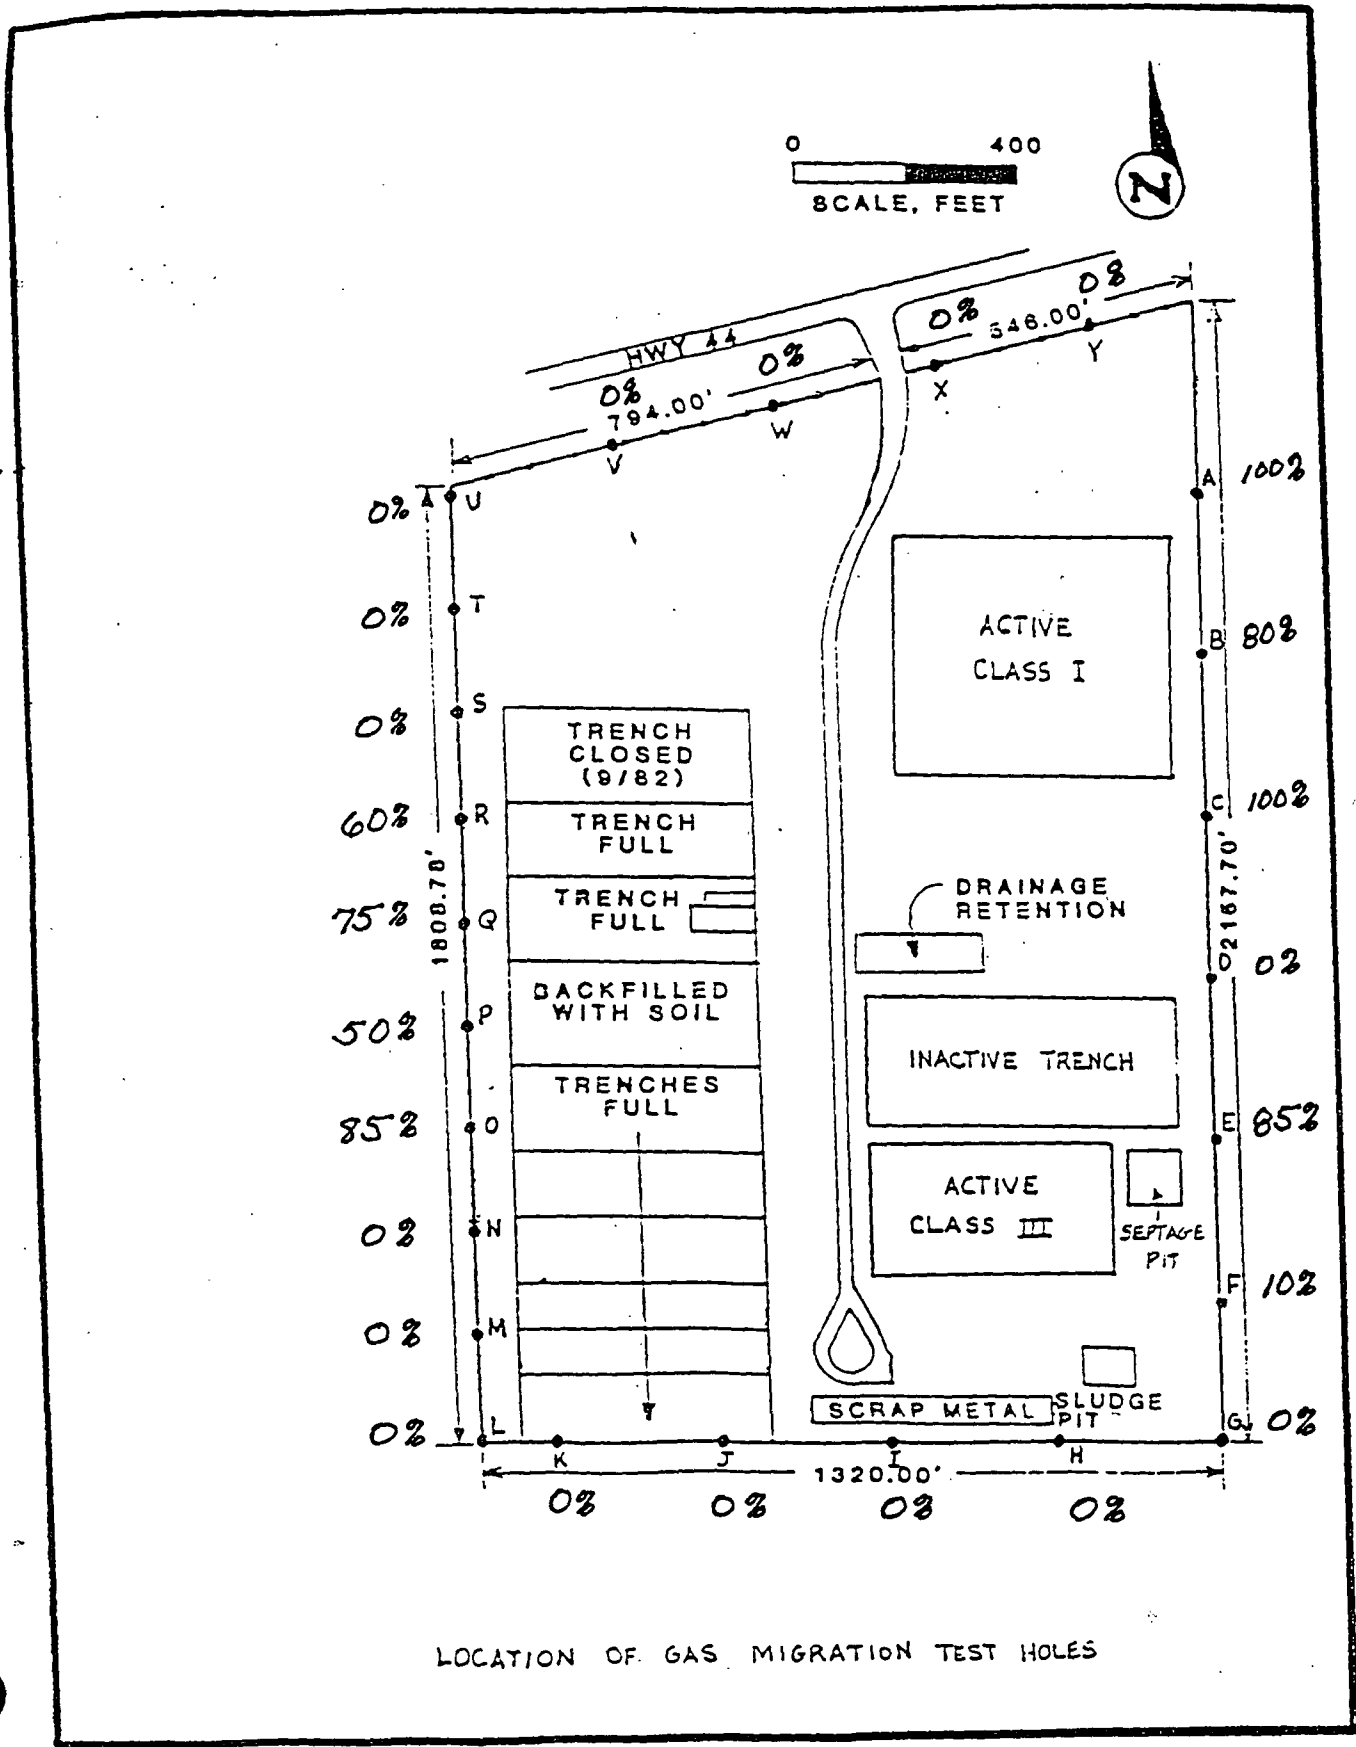 0 400
SCALE, FEET
N
HWY 44
0%
0%
546.00'
0%
0%
794.00'
Y
X
W
V
U
0%
A 100%
T
0%
ACTIVE
CLASS I
B 80%
S
0%
TRENCH
CLOSED
(9/82)
R
60%
TRENCH
FULL
C 100%
1808.78'
2167.70'
Q
75%
TRENCH
FULL
DRAINAGE
RETENTION
D 0%
P
50%
BACKFILLED
WITH SOIL
INACTIVE TRENCH
O
85%
TRENCHES
FULL
E 85%
ACTIVE
CLASS III
SEPTAGE
PIT
N
0%
F 10%
M
0%
SCRAP METAL
SLUDGE
PIT
L
0%
G 0%
K J I H
1320.00'
0% 0% 0% 0%
LOCATION OF GAS MIGRATION TEST HOLES